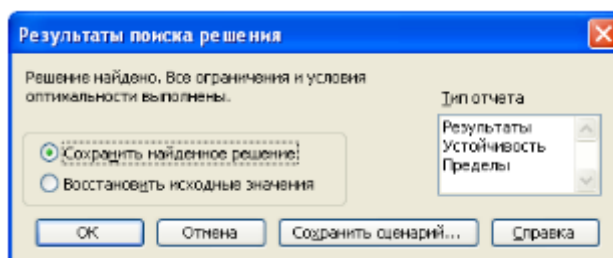 Результаты поиска решения
Решение найдено. Все ограничения и условия
оптимальности выполнены.
Тип отчета
Результаты
Устойчивость
Пределы
Сохранить найденное решение
Восстановить исходные значения
ОК
Отмена
Сохранить сценарий...
Справка